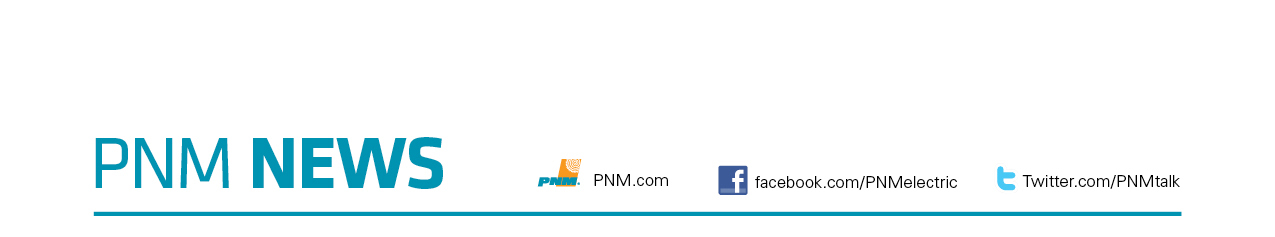 PNM NEWS
PNM PNM.com
facebook.com/PNMelectric
Twitter.com/PNMtalk